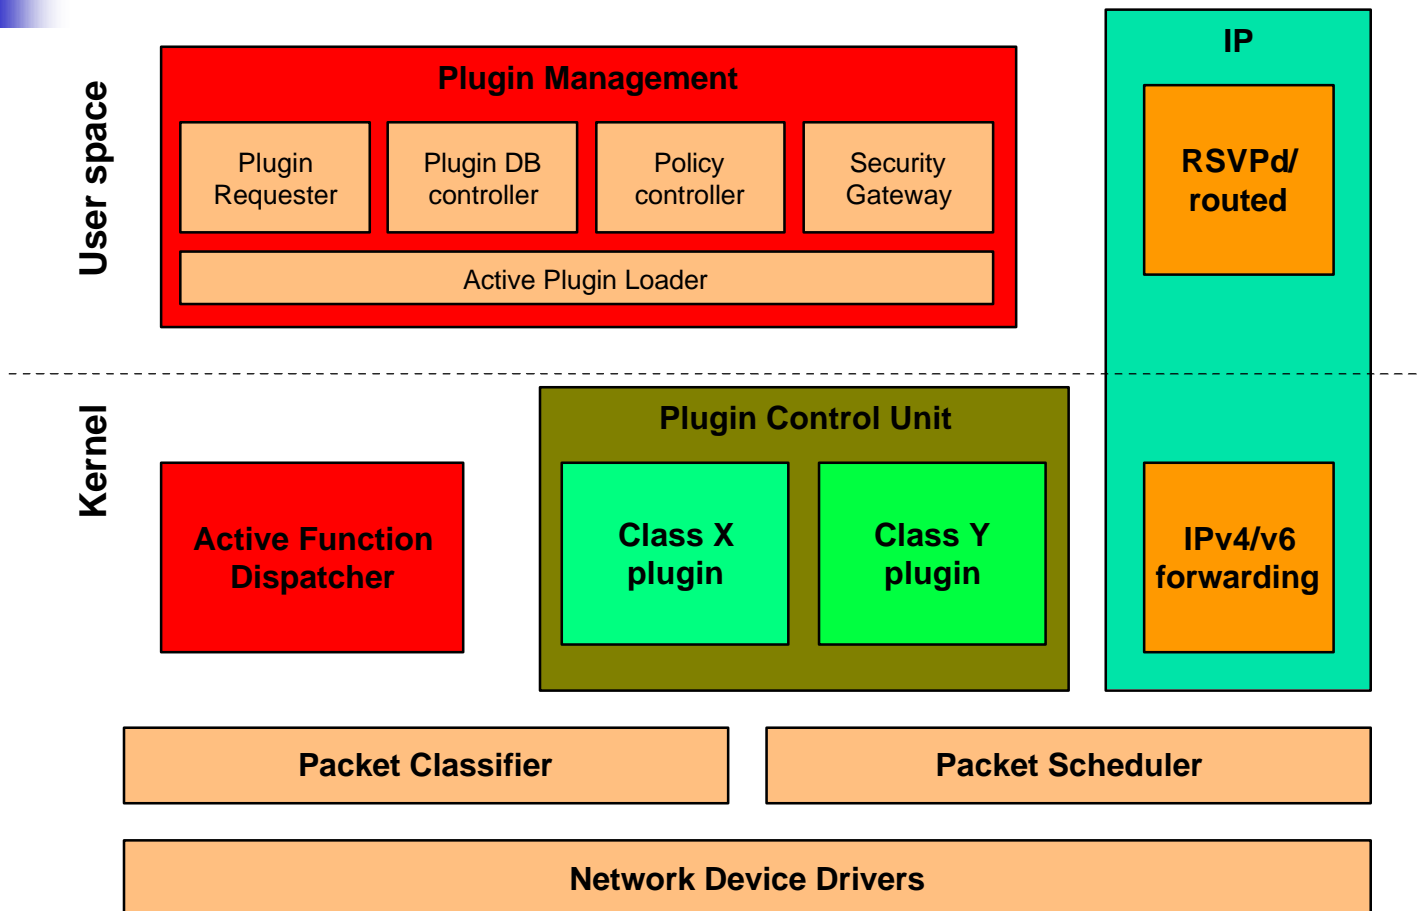 User space
Plugin Management
Plugin
Requester
Plugin DB
controller
Policy
controller
Security
Gateway
Active Plugin Loader
IP
RSVPd/
routed
Kernel
Active Function
Dispatcher
Plugin Control Unit
Class X
plugin
Class Y
plugin
IPv4/v6
forwarding
Packet Classifier
Packet Scheduler
Network Device Drivers